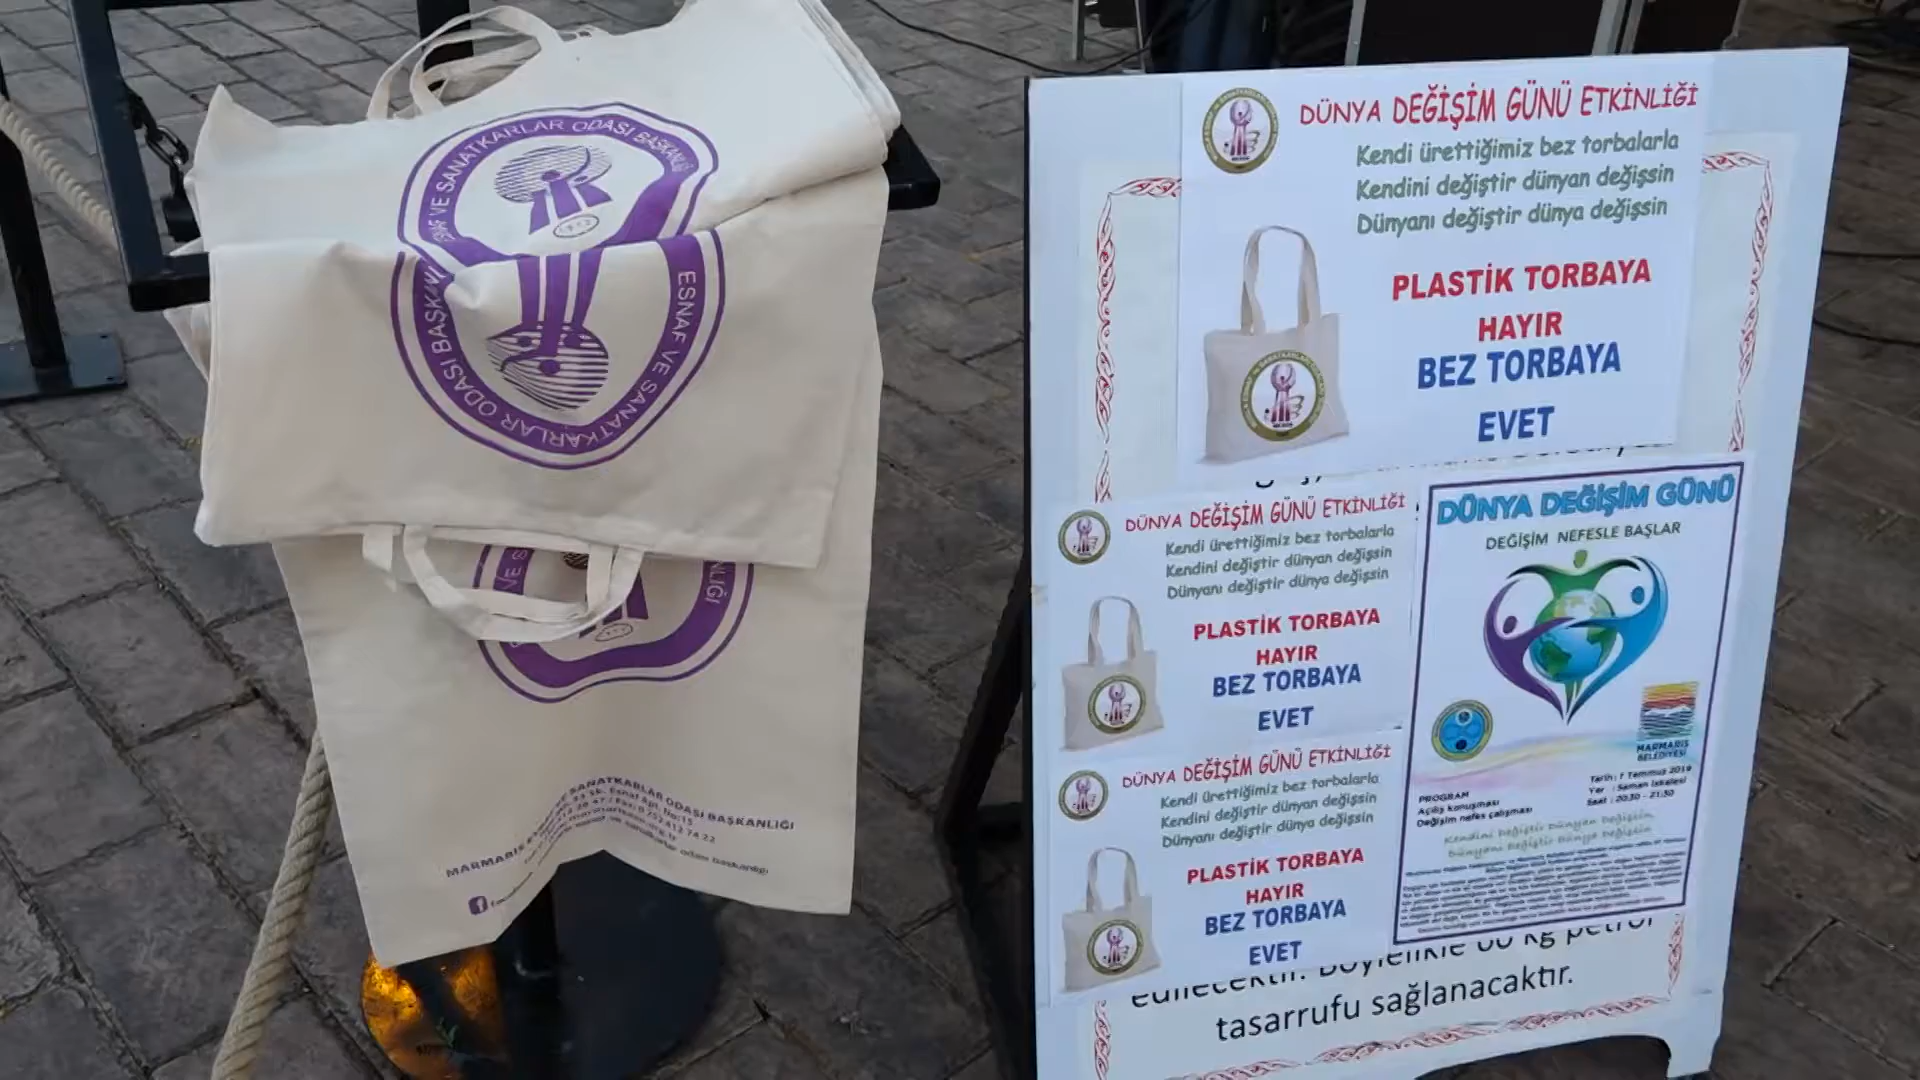 ESNAF VE SANATKARLAR ODASI BAŞKANLIĞI
1972
ESNAF VE SANATKARLAR ODASI BAŞKANLIĞI
MARMARİS ESNAF VE SANATKARLAR ODASI BAŞKANLIĞI
DÜNYA DEĞİŞİM GÜNÜ ETKİNLİĞİ
Kendi ürettiğimiz bez torbalarla
Kendini değiştir dünyan değişsin
Dünyanı değiştir dünya değişsin
PLASTİK TORBAYA
HAYIR
BEZ TORBAYA
EVET
DÜNYA DEĞİŞİM GÜNÜ ETKİNLİĞİ
Kendi ürettiğimiz bez torbalarla
Kendini değiştir dünyan değişsin
Dünyanı değiştir dünya değişsin
PLASTİK TORBAYA
HAYIR
BEZ TORBAYA
EVET
DÜNYA DEĞİŞİM GÜNÜ ETKİNLİĞİ
Kendi ürettiğimiz bez torbalarla
Kendini değiştir dünyan değişsin
Dünyanı değiştir dünya değişsin
PLASTİK TORBAYA
HAYIR
BEZ TORBAYA
EVET
DÜNYA DEĞİŞİM GÜNÜ
DEĞİŞİM NEFESLE BAŞLAR
MARMARİS
BELEDİYESİ
Tarih : 7 Temmuz 2019
Yer : Saman İskelesi
Saat : 20:30 - 21:30
PROGRAM
Açılış konuşması
Değişim nefes çalışması
Kendini Değiştir Dünyan Değişsin
Dünyanı Değiştir Dünya Değişsin
edilecektir. Böylelikle 60 kg petrol
tasarrufu sağlanacaktır.